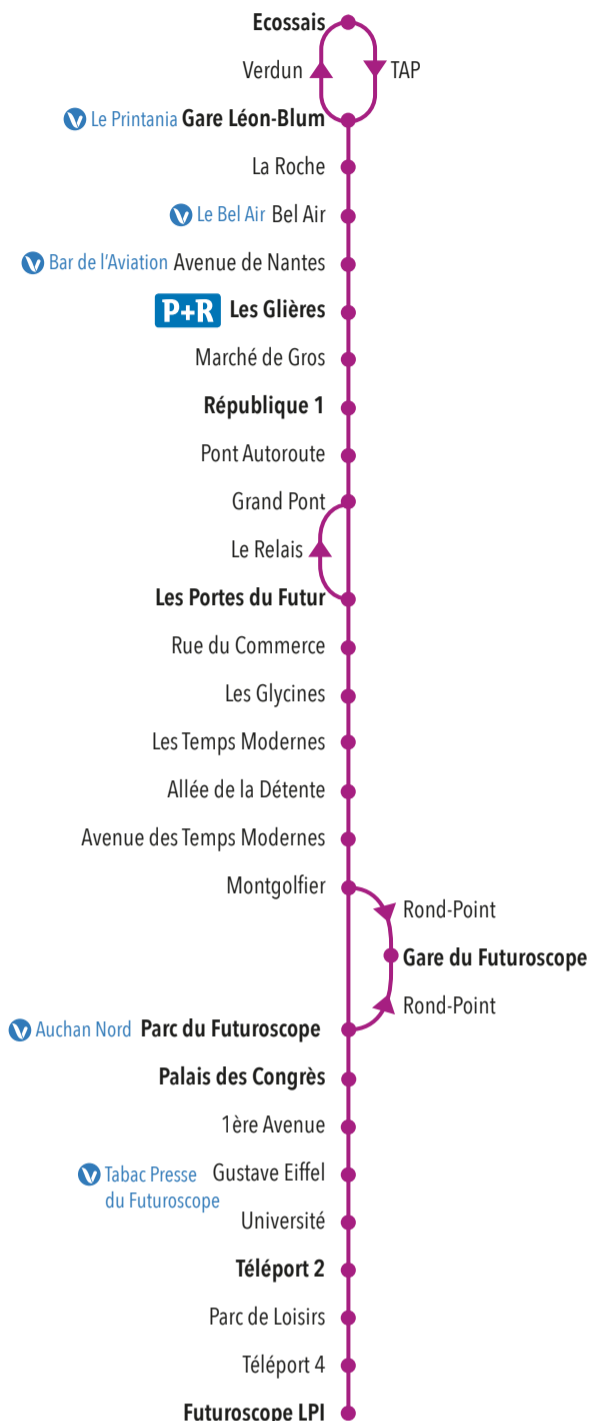 Ecossais
Verdun
TAP
Le Printania Gare Léon-Blum
La Roche
Le Bel Air Bel Air
Bar de l'Aviation Avenue de Nantes
P+R Les Glières
Marché de Gros
République 1
Pont Autoroute
Grand Pont
Le Relais
Les Portes du Futur
Rue du Commerce
Les Glycines
Les Temps Modernes
Allée de la Détente
Avenue des Temps Modernes
Montgolfier
Rond-Point
Gare du Futuroscope
Rond-Point
Auchan Nord Parc du Futuroscope
Palais des Congrès
1ère Avenue
Tabac Presse Gustave Eiffel
du Futuroscope
Université
Téléport 2
Parc de Loisirs
Téléport 4
Futuroscope LPI